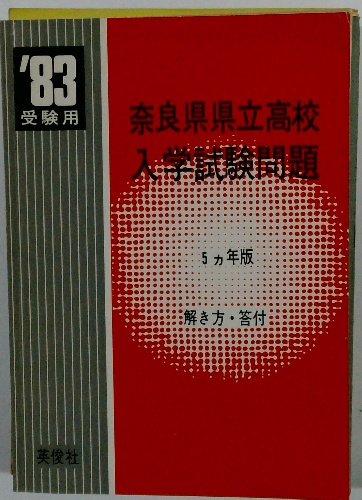 '83
受験用
奈良県県立高校
入学試験問題
5ヵ年版
解き方・答付
英俊社